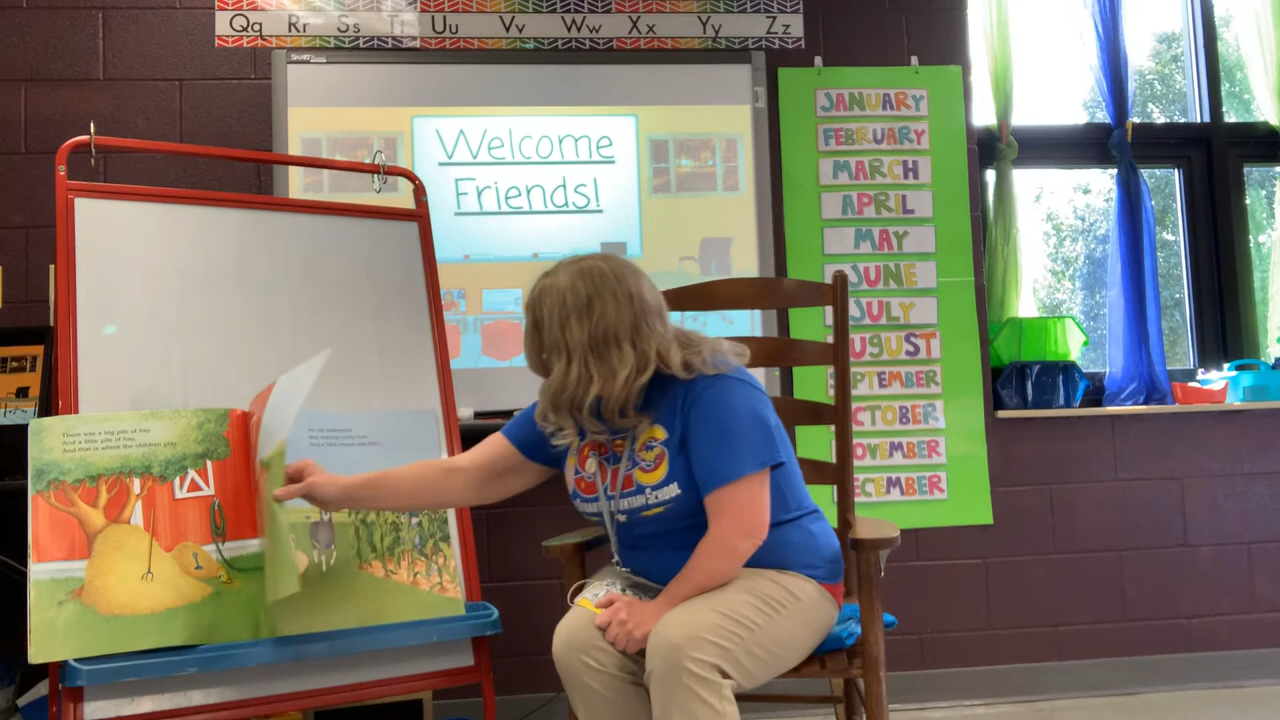 Qq Rr Ss Tt Uu Vv Ww Xx Yy Zz
SMART
Welcome
Friends!
JANUARY
FEBRUARY
MARCH
APRIL
MAY
JUNE
JULY
AUGUST
SEPTEMBER
OCTOBER
NOVEMBER
DECEMBER
There was a big pile of hay
And a little pile of hay,
And that is where the children play.
SES
ELEMENTARY SCHOOL